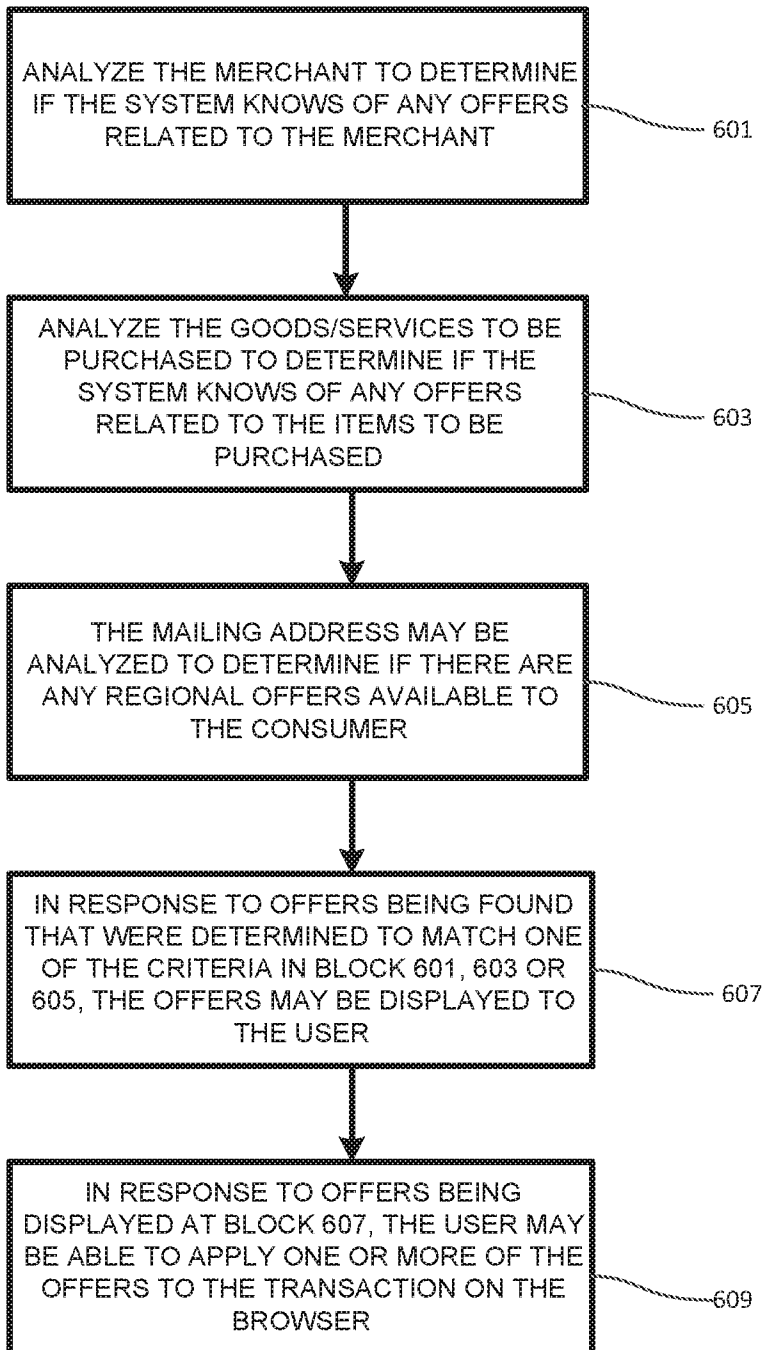 ANALYZE THE MERCHANT TO DETERMINE
IF THE SYSTEM KNOWS OF ANY OFFERS
RELATED TO THE MERCHANT
601
ANALYZE THE GOODS/SERVICES TO BE
PURCHASED TO DETERMINE IF THE
SYSTEM KNOWS OF ANY OFFERS
RELATED TO THE ITEMS TO BE
PURCHASED
603
THE MAILING ADDRESS MAY BE
ANALYZED TO DETERMINE IF THERE ARE
ANY REGIONAL OFFERS AVAILABLE TO
THE CONSUMER
605
IN RESPONSE TO OFFERS BEING FOUND
THAT WERE DETERMINED TO MATCH ONE
OF THE CRITERIA IN BLOCK 601, 603 OR
605, THE OFFERS MAY BE DISPLAYED TO
THE USER
607
IN RESPONSE TO OFFERS BEING
DISPLAYED AT BLOCK 607, THE USER MAY
BE ABLE TO APPLY ONE OR MORE OF THE
OFFERS TO THE TRANSACTION ON THE
BROWSER
609